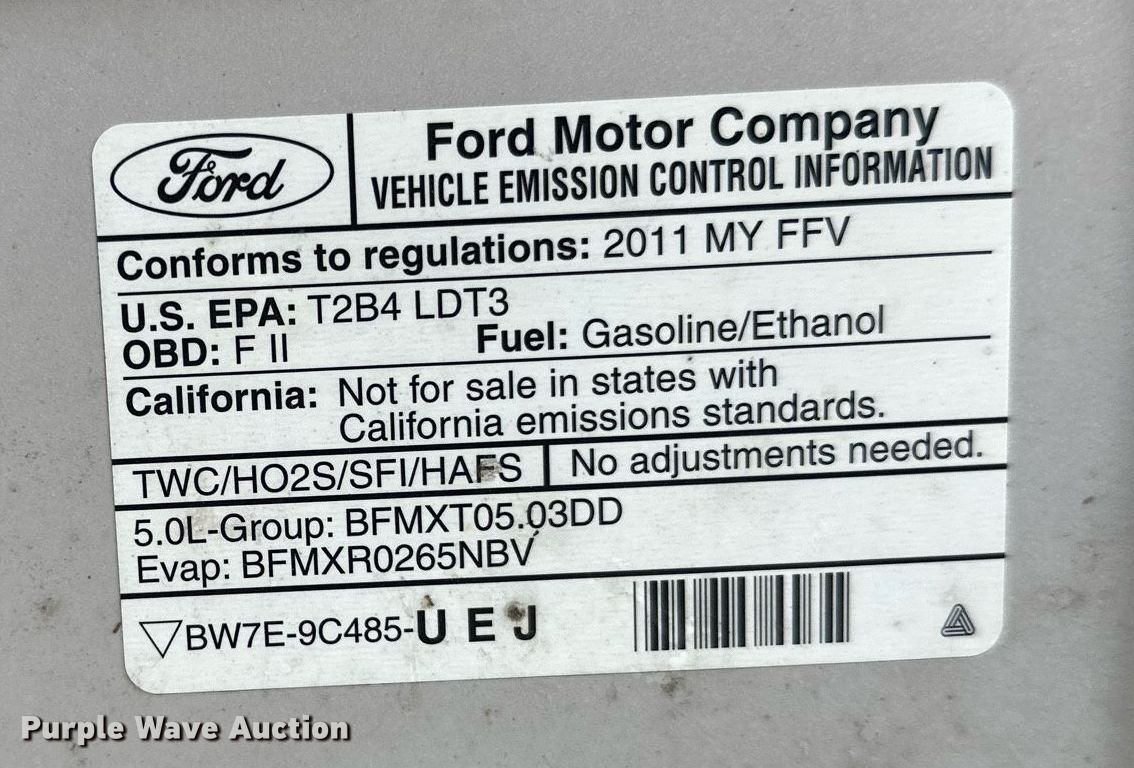 Ford
Ford Motor Company
VEHICLE EMISSION CONTROL INFORMATION
Conforms to regulations: 2011 MY FFV
U.S. EPA: T2B4 LDT3
OBD: F II
Fuel: Gasoline/Ethanol
California: Not for sale in states with
California emissions standards.
TWC/HO2S/SFI/HAFS
No adjustments needed.
5.0L-Group: BFMXT05.03DD
Evap: BFMXR0265NBV
BW7E-9C485-U E J
Purple Wave Auction